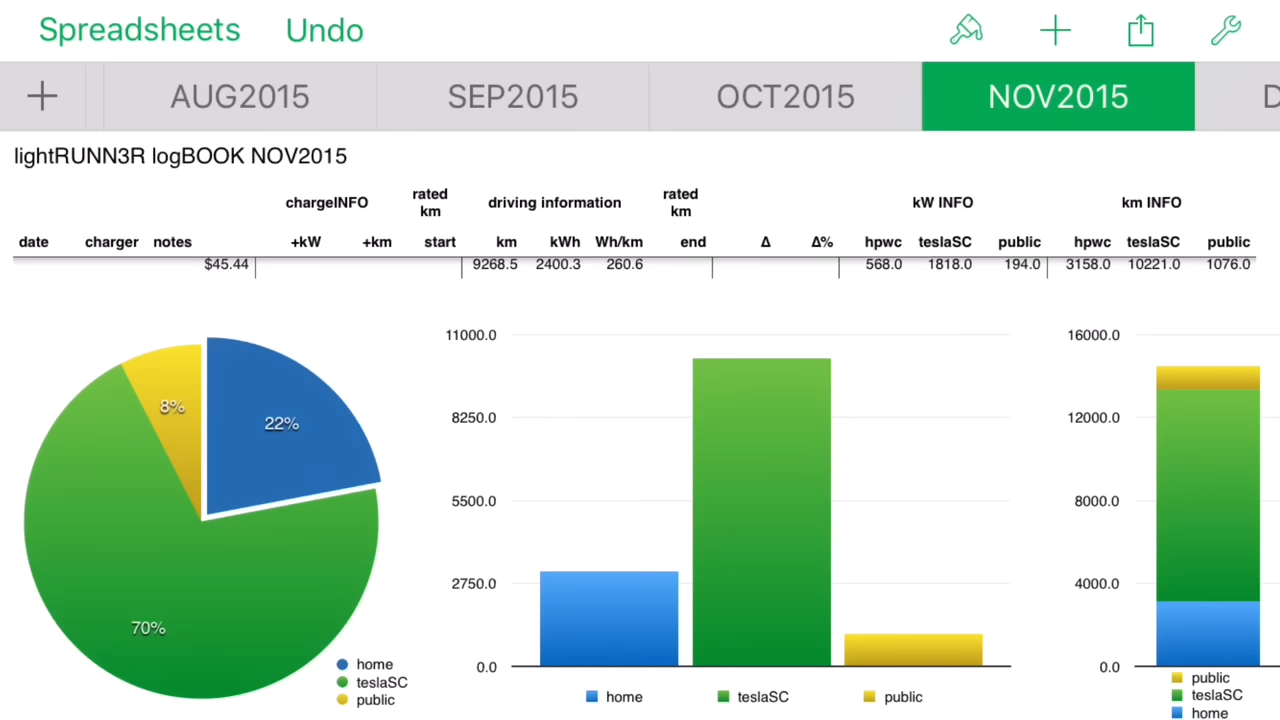 Spreadsheets Undo
AUG2015 SEP2015 OCT2015 NOV2015 D
lightRUNN3R logBOOK NOV2015
chargeINFO rated km driving information rated km kW INFO km INFO
date charger notes +kW +km start km kWh Wh/km end Δ Δ% hpwc teslaSC public hpwc teslaSC public
$45.44 9268.5 2400.3 260.6 568.0 1818.0 194.0 3158.0 10221.0 1076.0
8%
22%
70%
home
teslaSC
public
11000.0
8250.0
5500.0
2750.0
0.0
home teslaSC public
16000.0
12000.0
8000.0
4000.0
0.0
public
teslaSC
home